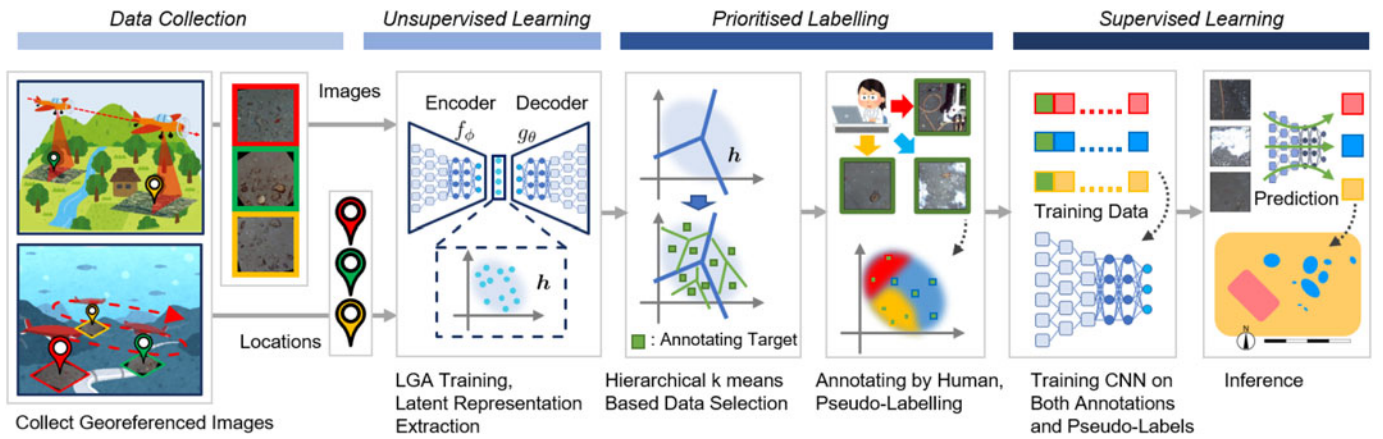 Data Collection
Unsupervised Learning
Prioritised Labelling
Supervised Learning
Images
Locations
Collect Georeferenced Images
Encoder
Decoder
fϕ
gθ
h
LGA Training,
Latent Representation
Extraction
h
: Annotating Target
Hierarchical k means
Based Data Selection
Annotating by Human,
Pseudo-Labelling
Training Data
Training CNN on
Both Annotations
and Pseudo-Labels
Prediction
N
Inference